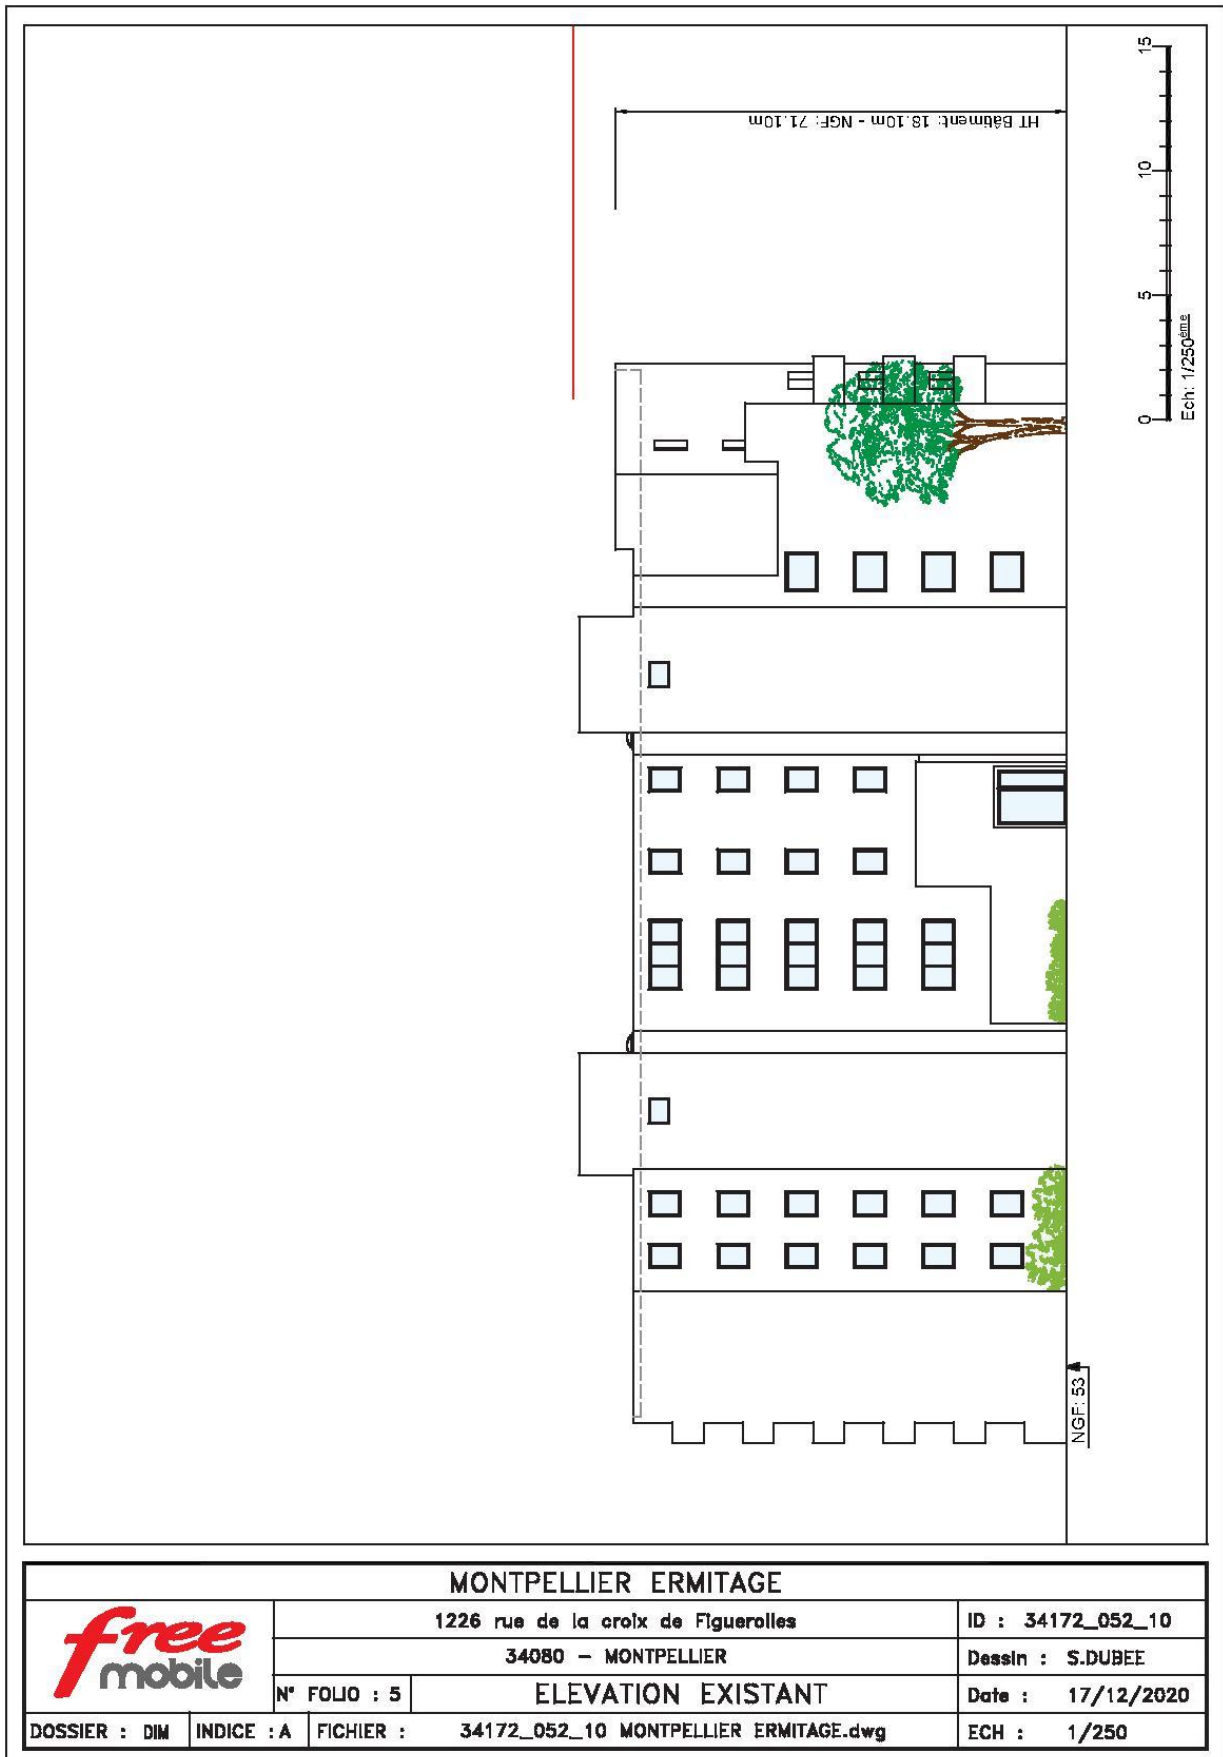 HT Bâtiment: 18.10m - NGF: 71.10m
0 5 10 15
Ech: 1/250ème
NGF: 53
MONTPELLIER ERMITAGE
free
mobile
1226 rue de la croix de Figuerolles
ID : 34172_052_10
34080 - MONTPELLIER
Dessin : S.DUBEE
N° FOLIO : 5
ELEVATION EXISTANT
Date : 17/12/2020
DOSSIER : DIM
INDICE : A
FICHIER : 34172_052_10 MONTPELLIER ERMITAGE.dwg
ECH : 1/250